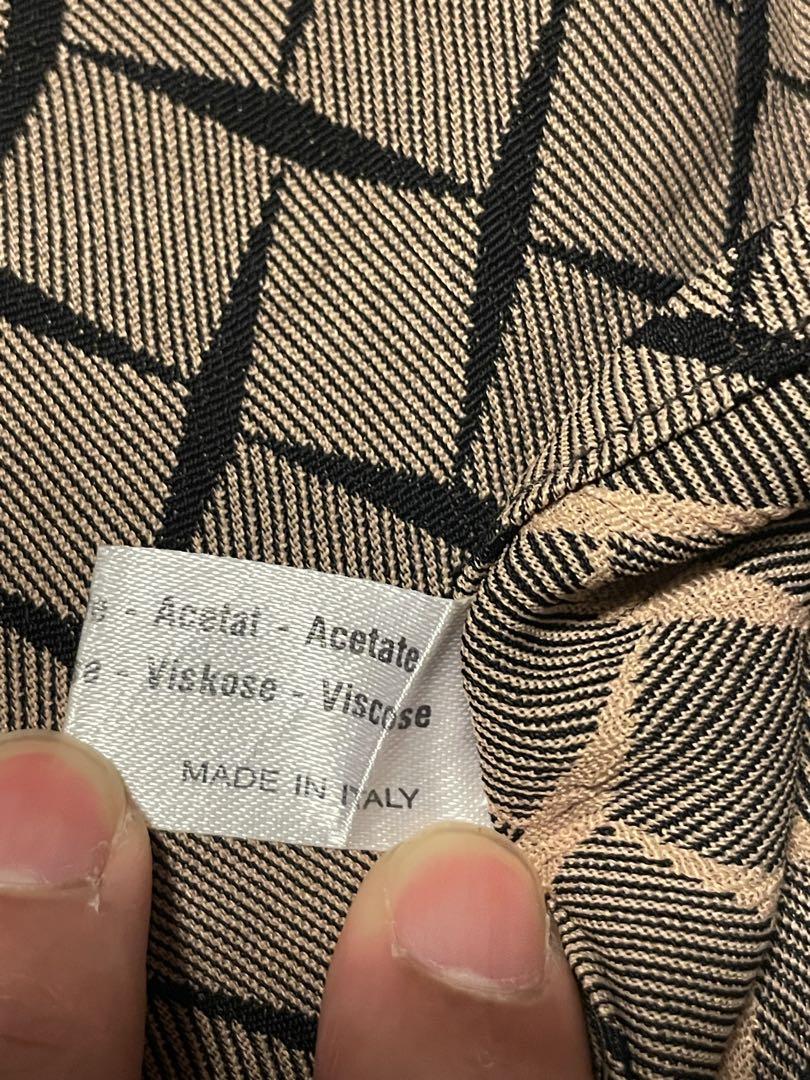 e - Acetat - Acetate
e - Viskose - Viscose
MADE IN ITALY